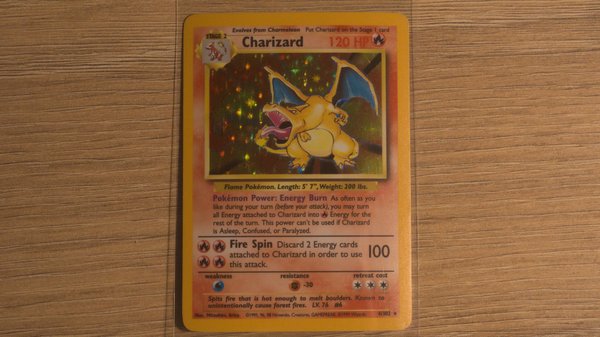 Evolves from Charmeleon Put Charizard on the Stage 1 card
STAGE 2
Charizard 120 HP
Flame Pokémon. Length: 5' 7", Weight: 200 lbs.
Pokémon Power: Energy Burn As often as you
like during your turn (before your attack), you may turn
all Energy attached to Charizard into Energy for the
rest of the turn. This power can't be used if Charizard
is Asleep, Confused, or Paralyzed.
Fire Spin Discard 2 Energy cards
attached to Charizard in order to use
this attack.
100
weakness resistance retreat cost
-30
Spits fire that is hot enough to melt boulders. Known to
unintentionally cause forest fires. LV. 76 #6
Illus. Mitsuhiro Arita